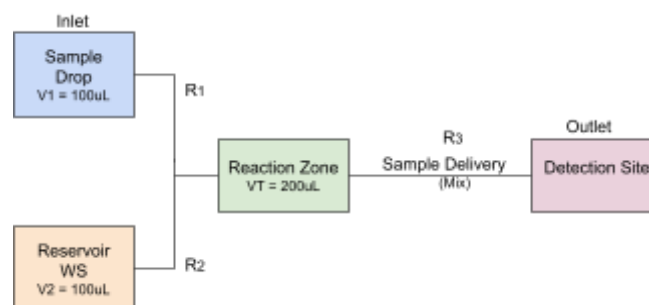 Inlet
Sample
Drop
V1 = 100uL
R1
Reaction Zone
VT = 200uL
R3
Sample Delivery
(Mix)
Outlet
Detection Site
Reservoir
WS
V2 = 100uL
R2